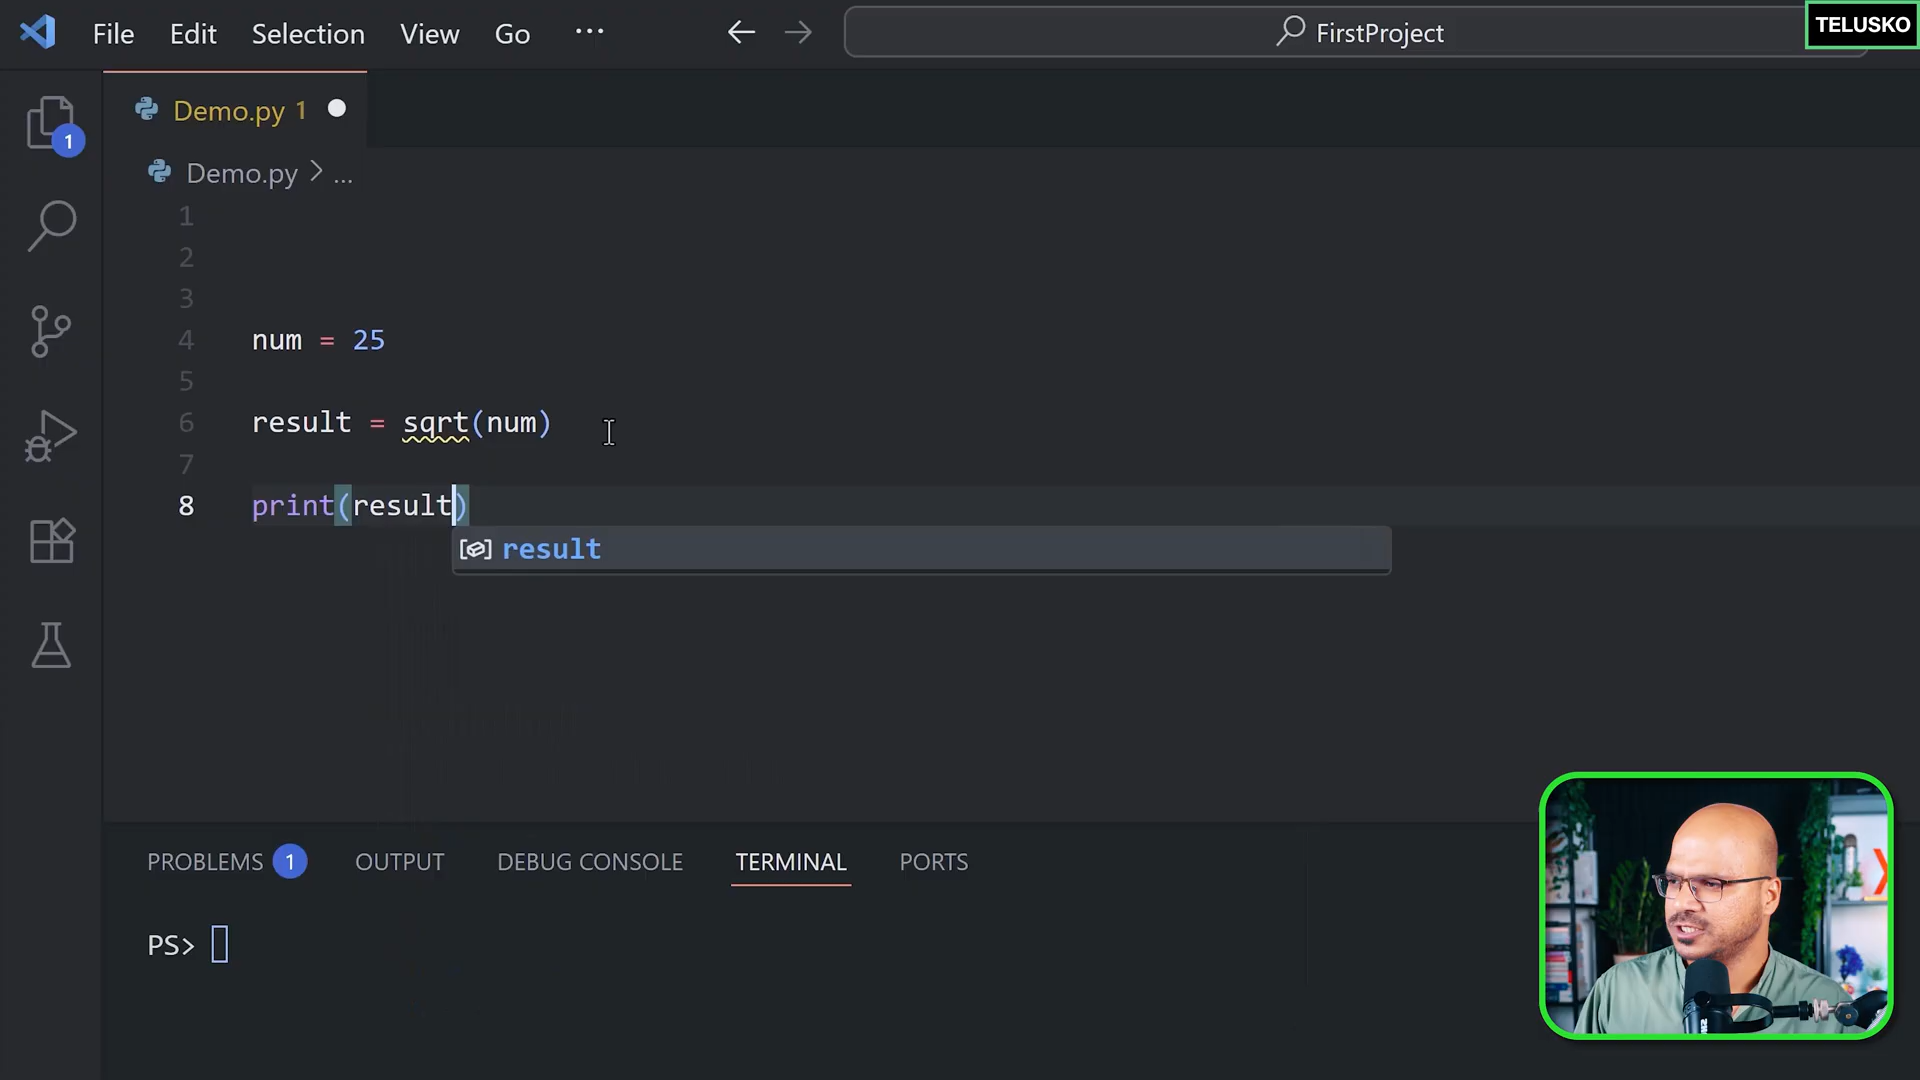 File Edit Selection View Go ... FirstProject TELUSKO
Demo.py 1
1
Demo.py > ...
1
2
3
4 num = 25
5
6 result = sqrt(num)
7
8 print(result)
result
PROBLEMS 1 OUTPUT DEBUG CONSOLE TERMINAL PORTS
PS>